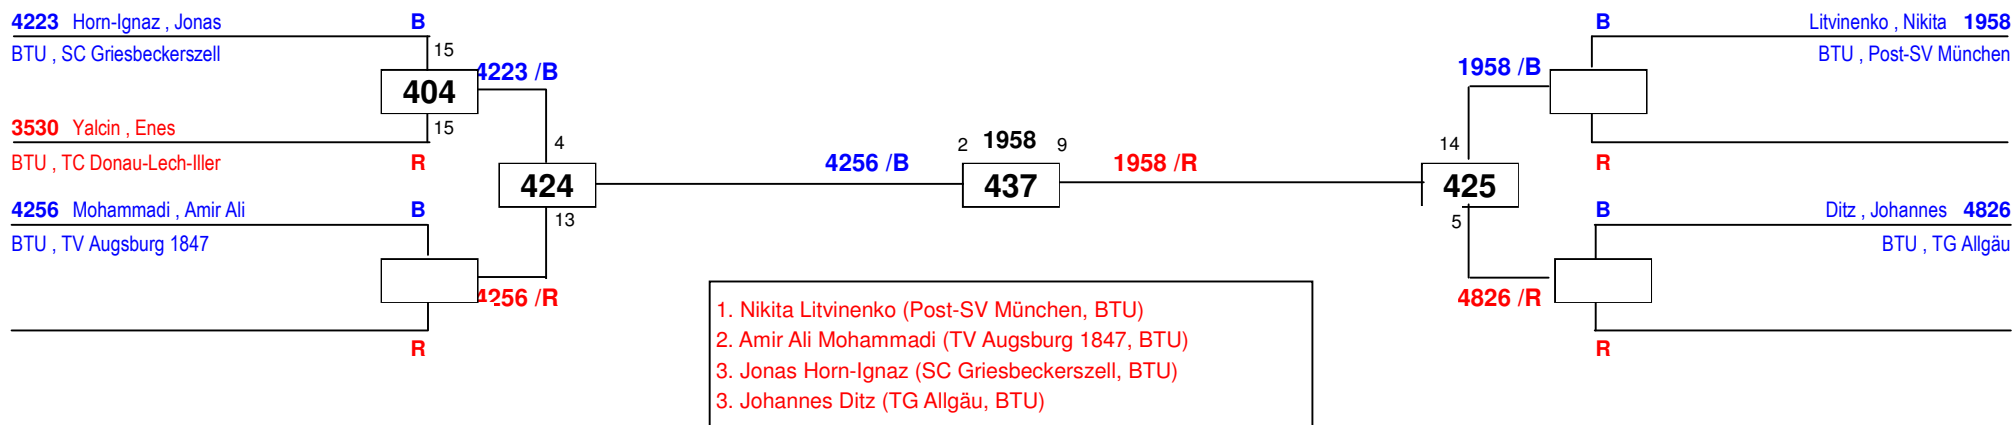 4223 Horn-Ignaz , Jonas B
BTU , SC Griesbeckerszell
15
4223 /B
404
3530 Yalcin , Enes
15
BTU , TC Donau-Lech-Iller R
4
424
13
4256 Mohammadi , Amir Ali B
BTU , TV Augsburg 1847
4256 /R
R
4256 /B
2 1958 9
437
1958 /R
B Litvinenko , Nikita 1958
BTU , Post-SV München
1958 /B
R
14
425
5
B Ditz , Johannes 4826
BTU , TG Allgäu
4826 /R
R
1. Nikita Litvinenko (Post-SV München, BTU)
2. Amir Ali Mohammadi (TV Augsburg 1847, BTU)
3. Jonas Horn-Ignaz (SC Griesbeckerszell, BTU)
3. Johannes Ditz (TG Allgäu, BTU)